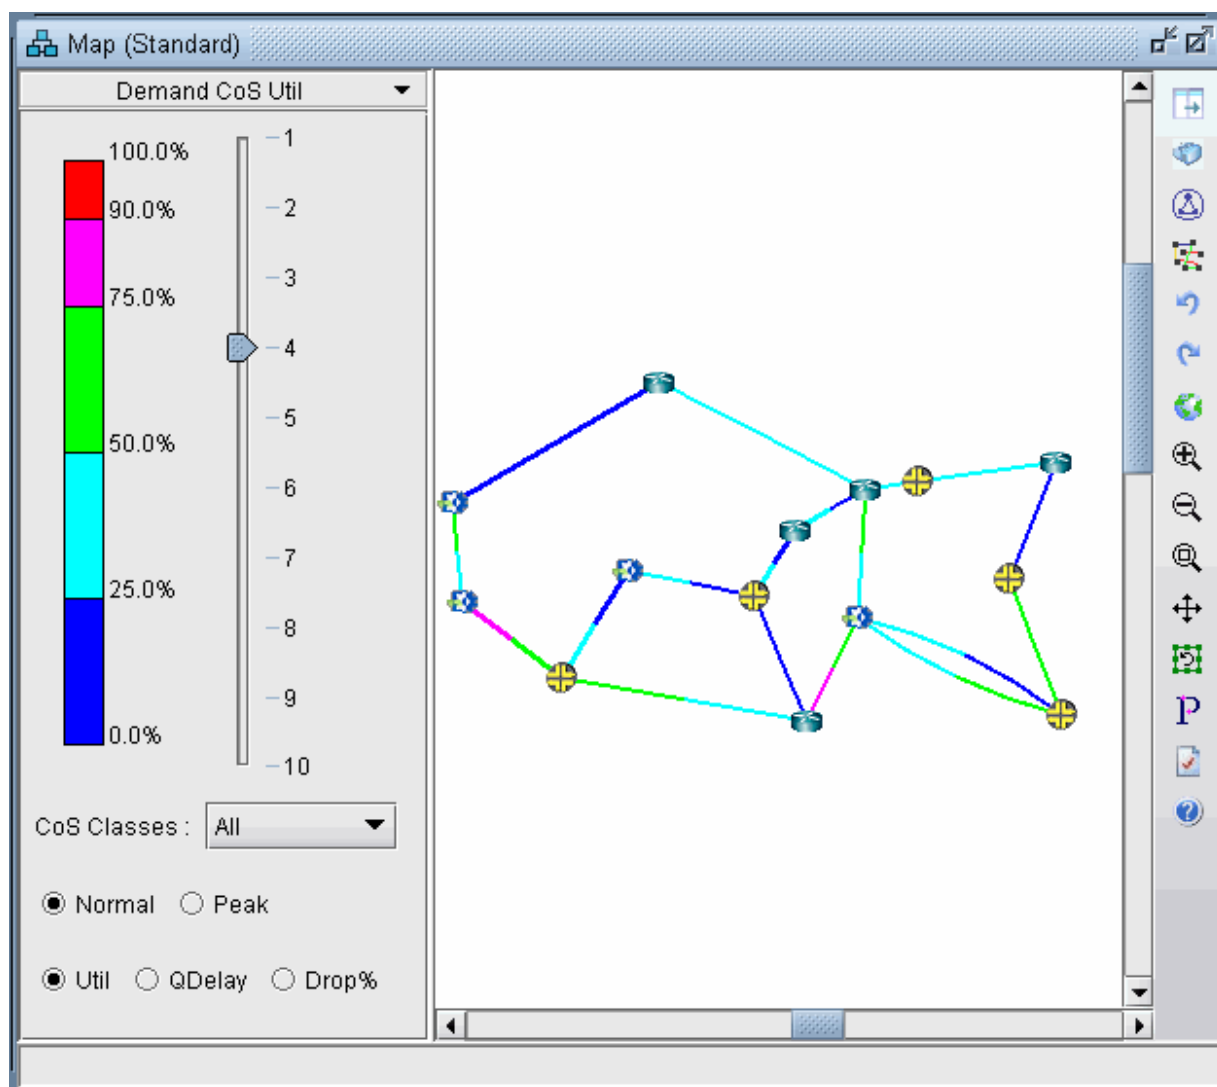 Map (Standard)
Demand CoS Util
100.0%
90.0%
75.0%
50.0%
25.0%
0.0%
1
2
3
4
5
6
7
8
9
10
CoS Classes : All
Normal Peak
Util QDelay Drop%
P
?